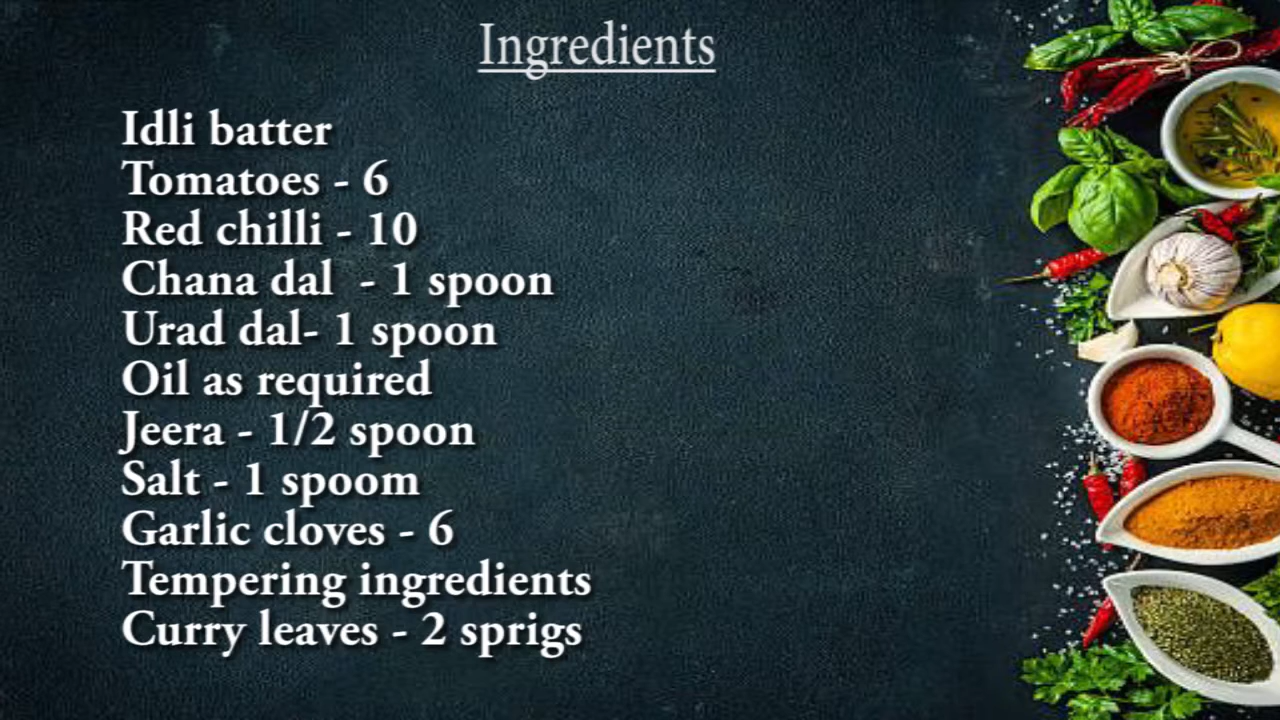 Ingredients
Idli batter
Tomatoes - 6
Red chilli - 10
Chana dal  - 1 spoon
Urad dal- 1 spoon
Oil as required
Jeera - 1/2 spoon
Salt - 1 spoom
Garlic cloves - 6
Tempering ingredients
Curry leaves - 2 sprigs